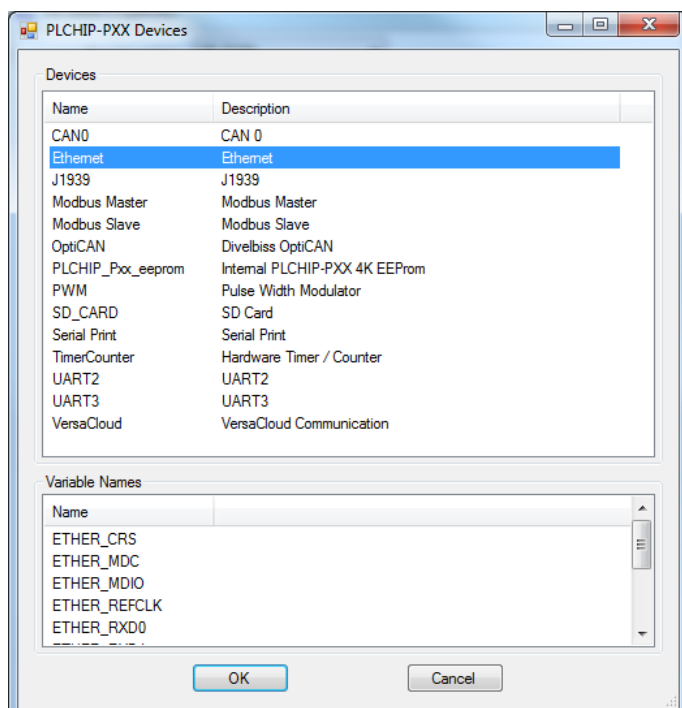 PLCHIP-PXX Devices
Devices
Name Description
CAN0 CAN 0
Ethernet Ethernet
J1939 J1939
Modbus Master Modbus Master
Modbus Slave Modbus Slave
OptiCAN Divelbiss OptiCAN
PLCHIP_Pxx_eeprom Internal PLCHIP-PXX 4K EEProm
PWM Pulse Width Modulator
SD_CARD SD Card
Serial Print Serial Print
TimerCounter Hardware Timer / Counter
UART2 UART2
UART3 UART3
VersaCloud VersaCloud Communication
Variable Names
Name
ETHER_CRS
ETHER_MDC
ETHER_MDIO
ETHER_REFCLK
ETHER_RXD0
OK Cancel